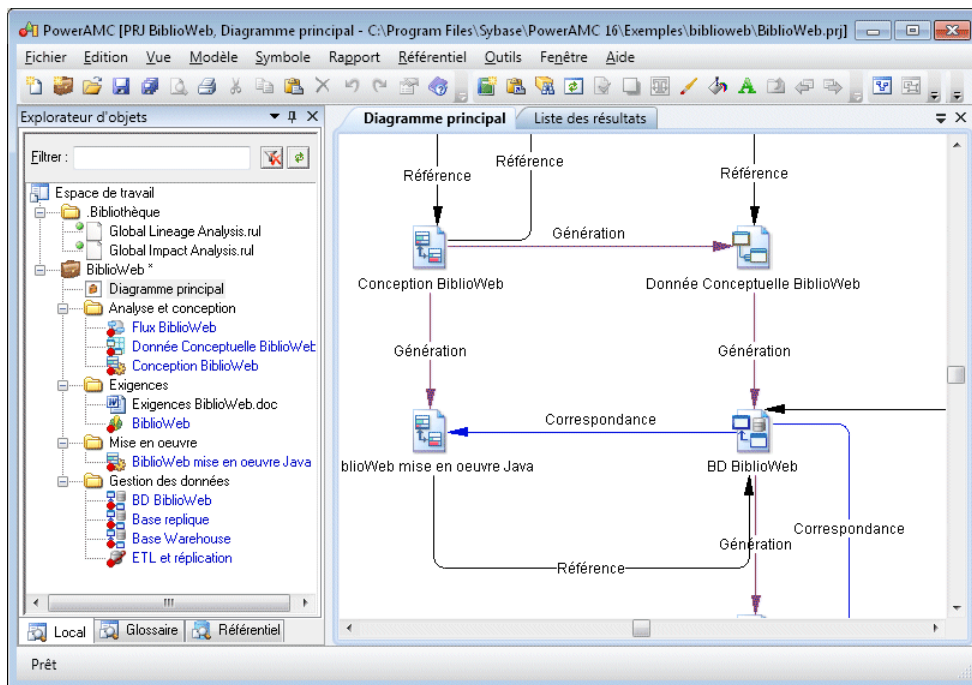 PowerAMC [PRJ BiblioWeb, Diagramme principal - C:\Program Files\Sybase\PowerAMC 16\Exemples\biblioweb\BiblioWeb.prj]
Fichier Edition Vue Modèle Symbole Rapport Référentiel Outils Fenêtre Aide
Explorateur d'objets
Filtrer :
Espace de travail
.Bibliothèque
Global Lineage Analysis.rul
Global Impact Analysis.rul
BiblioWeb *
Diagramme principal
Analyse et conception
Flux BiblioWeb
Donnée Conceptuelle BiblioWeb
Conception BiblioWeb
Exigences
Exigences BiblioWeb.doc
BiblioWeb
Mise en oeuvre
BiblioWeb mise en oeuvre Java
Gestion des données
BD BiblioWeb
Base replique
Base Warehouse
ETL et réplication
Local Glossaire Référentiel
Diagramme principal Liste des résultats
Référence
Référence
Référence
Génération
Conception BiblioWeb
Donnée Conceptuelle BiblioWeb
Génération
Génération
Correspondance
blioWeb mise en oeuvre Java
BD BiblioWeb
Correspondance
Génération
Référence
Prêt